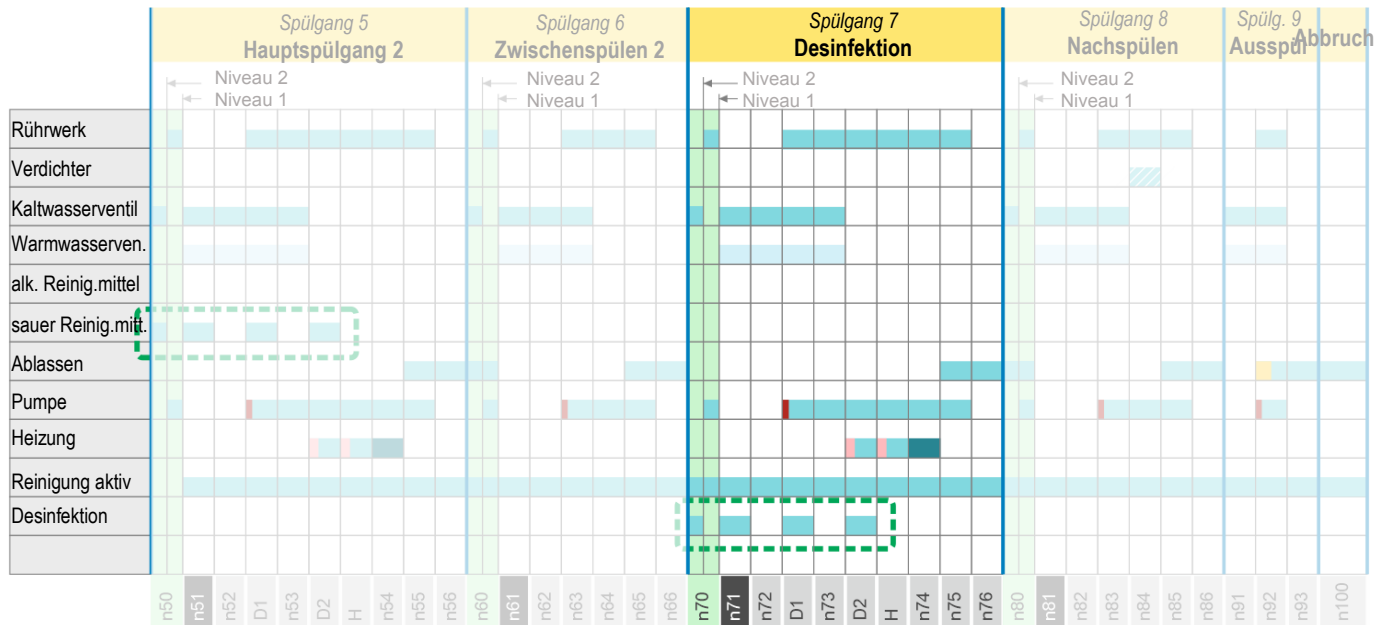 Spülgang 5
Hauptspülgang 2
Spülgang 6
Zwischenspülen 2
Spülgang 7
Desinfektion
Spülgang 8
Nachspülen
Spülg. 9
Ausspül
Abbruch
Niveau 2
Niveau 1
Niveau 2
Niveau 1
Niveau 2
Niveau 1
Niveau 2
Niveau 1
Rührwerk
Verdichter
Kaltwasserventil
Warmwasserven.
alk. Reinig.mittel
sauer Reinig.mitt.
Ablassen
Pumpe
Heizung
Reinigung aktiv
Desinfektion
n50
n51
n52
D1
n53
D2
H
n54
n55
n56
n60
n61
n62
n63
n64
n65
n66
n70
n71
n72
D1
n73
D2
H
n74
n75
n76
n80
n81
n82
n83
n84
n85
n86
n91
n92
n93
n100